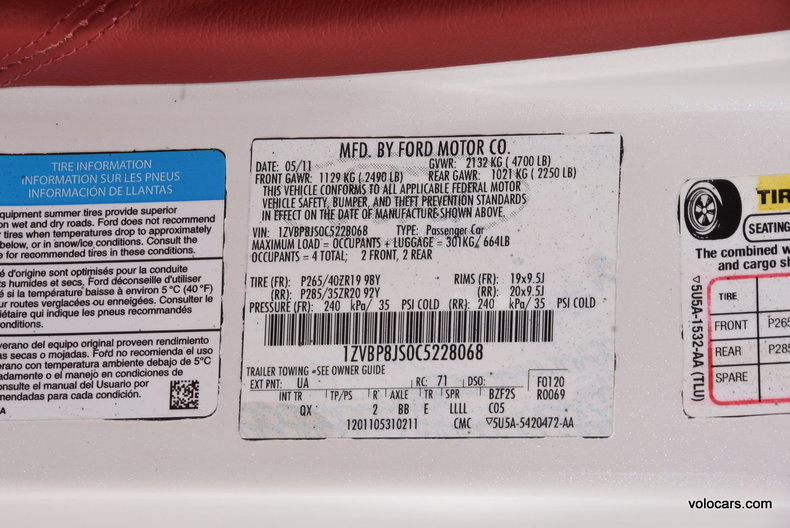 TIRE INFORMATION
INFORMATION SUR LES PNEUS
INFORMACIÓN DE LLANTAS
equipment summer tires provide superior
on wet and dry roads. Ford does not recommend
tires when temperatures drop to approximately
below, or in snow/ice conditions. Consult the
for recommended tires in these conditions.
d'origine sont optimisés pour la conduite
humides et secs. Ford déconseille d'utiliser
si la température baisse à environ 5 °C (40 °F)
routes verglacées ou enneigées. Consulter le
qui indique les pneus recommandés
conditions.
verano del equipo original proveen rendimiento
secas o mojadas. Ford no recomienda el uso
verano con temperatura ambiente debajo de 5°C
o el manejo en condiciones de
consulte el manual del Usuario por
recomendadas para cada condición.
MFD. BY FORD MOTOR CO.
DATE: 05/11 GVWR: 2132 KG ( 4700 LB)
FRONT GAWR: 1129 KG ( 2490 LB) REAR GAWR: 1021 KG ( 2250 LB)
THIS VEHICLE CONFORMS TO ALL APPLICABLE FEDERAL MOTOR
VEHICLE SAFETY, BUMPER, AND THEFT PREVENTION STANDARDS
IN EFFECT ON THE DATE OF MANUFACTURE SHOWN ABOVE.
VIN: 1ZVBP8JS0C5228068 TYPE: Passenger Car
MAXIMUM LOAD = OCCUPANTS + LUGGAGE = 301KG/ 664LB
OCCUPANTS = 4 TOTAL; 2 FRONT, 2 REAR
TIRE (FR): P265/40ZR19 98Y RIMS (FR): 19x9.5J
(RR): P285/35ZR20 92Y (RR): 20x9.5J
PRESSURE (FR): 240 kPa/ 35 PSI COLD (RR): 240 kPa/ 35 PSI COLD
1ZVBP8JS0C5228068
TRAILER TOWING - SEE OWNER GUIDE
EXT PNT: UA RC: 71 DSO: F0120
INT TR TP/PS R AXLE TR SPR BZF2S R0069
QX 2 BB E LLLL C05
1201105310211 CMC ▽5U5A-5420472-AA
TIR
SEATING
The combined w
and cargo sh
TIRE
FRONT P265
REAR P285
SPARE
▽5U5A-1532-AA (TLU)
volocars.com